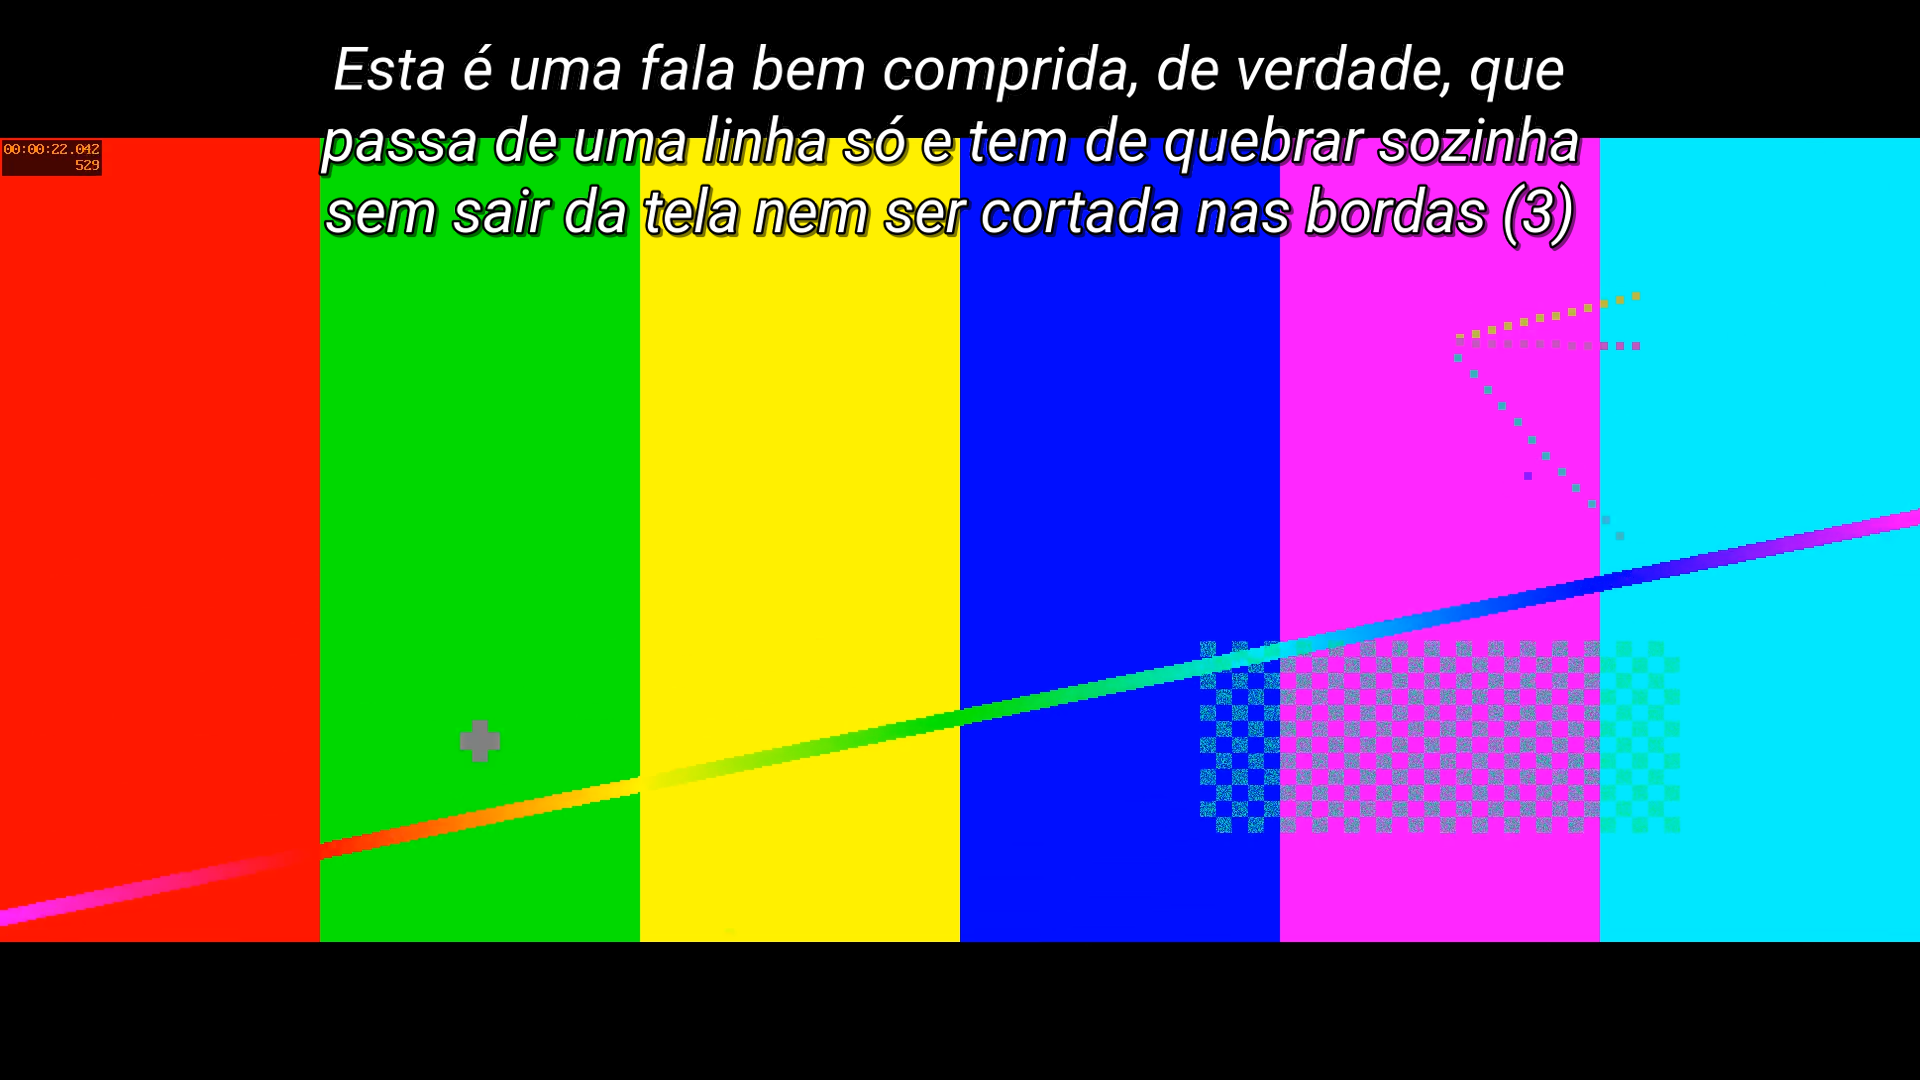 Esta é uma fala bem comprida, de verdade, que
passa de uma linha só e tem de quebrar sozinha
sem sair da tela nem ser cortada nas bordas (3)
00:00:22.042
529